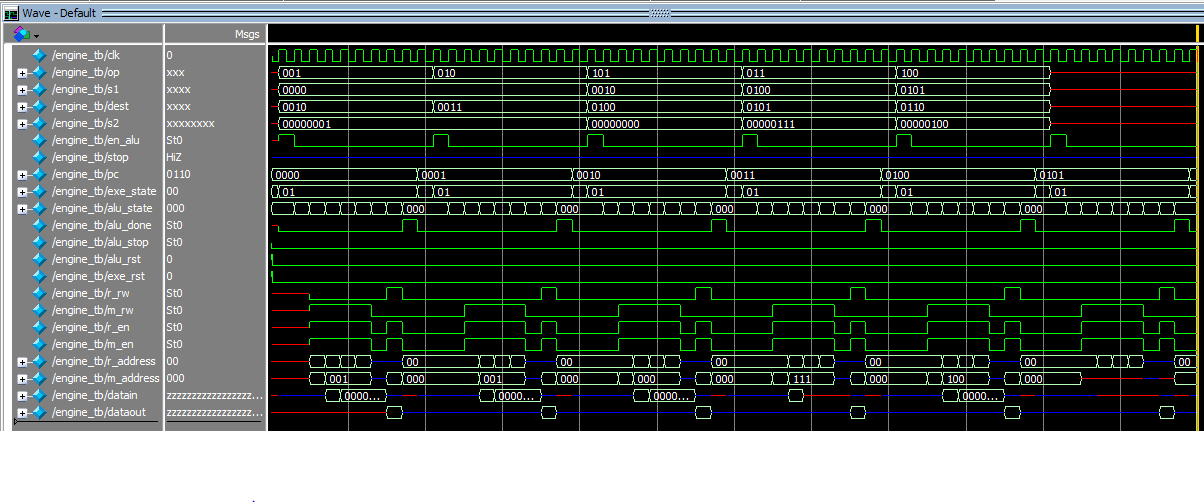 Wave - Default
Msgs
/engine_tb/clk 0
/engine_tb/op xxx 001 010 101 011 100
/engine_tb/s1 xxxx 0000 0010 0100 0101
/engine_tb/dest xxxx 0010 0011 0100 0101 0110
/engine_tb/s2 xxxxxxxx 00000001 00000000 00000111 00000100
/engine_tb/en_alu St0
/engine_tb/stop HiZ
/engine_tb/pc 0110 0000 0001 0010 0011 0100 0101
/engine_tb/exe_state 00 01 01 01 01 01 01
/engine_tb/alu_state 000 000 000 000 000 000
/engine_tb/alu_done St0
/engine_tb/alu_stop St0
/engine_tb/alu_rst 0
/engine_tb/exe_rst 0
/engine_tb/r_rw St0
/engine_tb/m_rw St0
/engine_tb/r_en St0
/engine_tb/m_en St0
/engine_tb/r_address 00 00 00 00 00 00 00
/engine_tb/m_address 000 001 000 001 000 000 000 111 000 100 000
/engine_tb/datain zzzzzzzzzzzzzzzzz... 0000... 0000... 0000... 0000...
/engine_tb/dataout zzzzzzzzzzzzzzzzz...